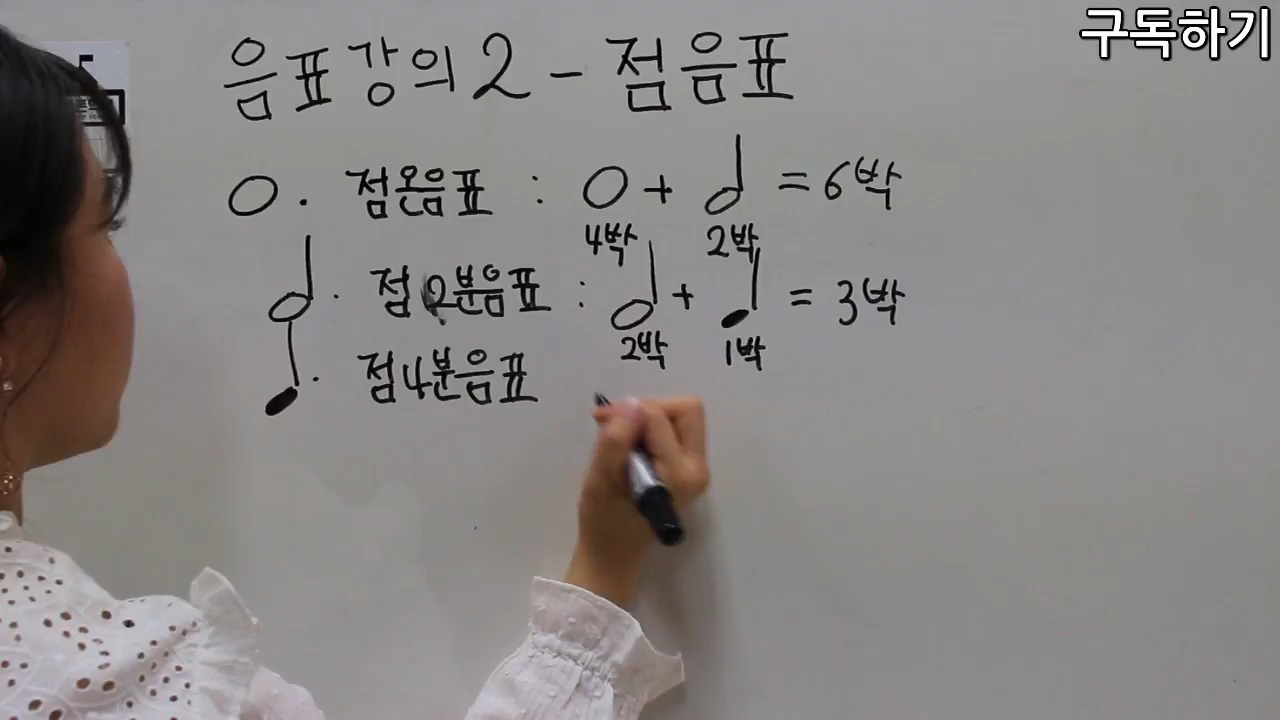 구독하기
음표강의2 - 점음표
점온음표 : + = 6박
4박 2박
점2분음표 : + = 3박
2박 1박
점4분음표